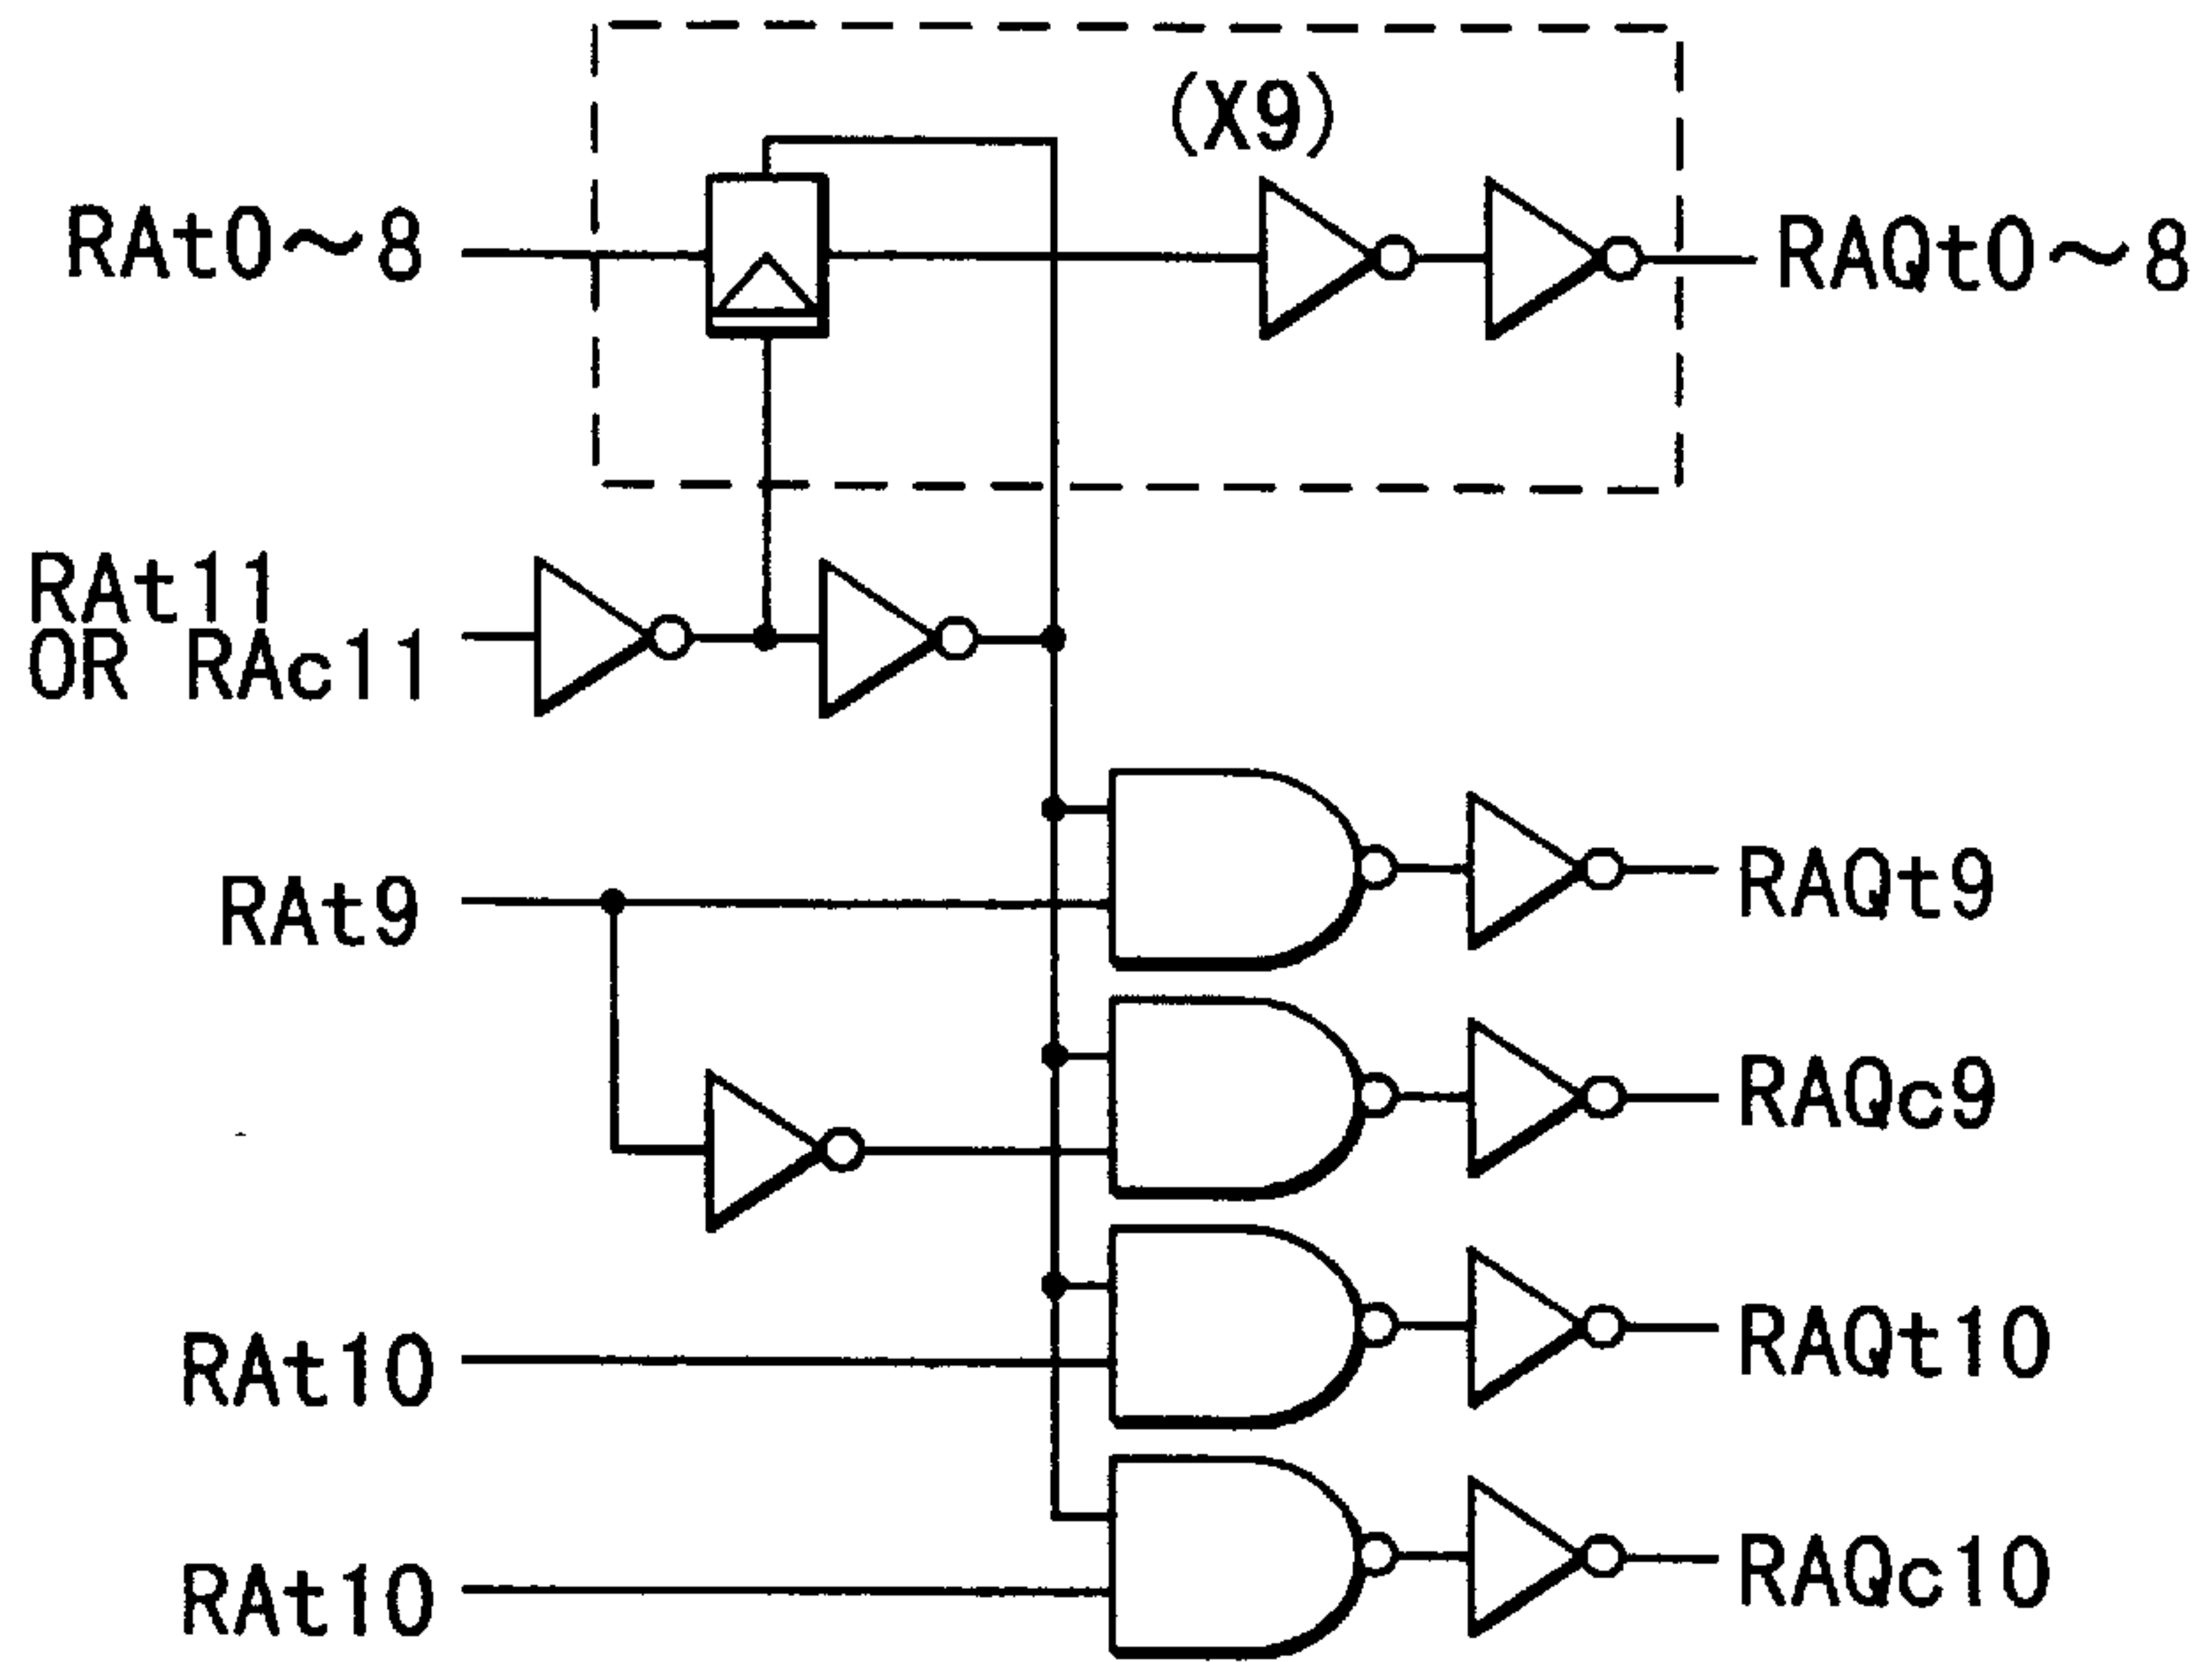 (X9)
RAt0~8
RAQt0~8
RAt11
OR RAc11
RAt9
RAQt9
RAQc9
RAt10
RAQt10
RAt10
RAQc10